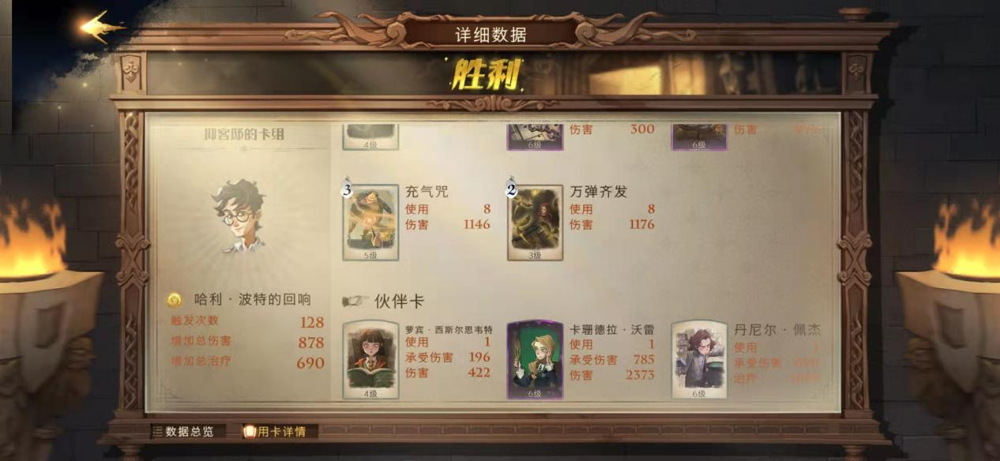 详细数据
胜利
的卡组
4级
6级
伤害 300
6级
伤害
3
充气咒
使用 8
伤害 1146
5级
2
万弹齐发
使用 8
伤害 1176
3级
哈利·波特的回响
触发次数 128
增加总伤害 878
增加总治疗 690
伙伴卡
萝宾·西斯尔思韦特
使用 1
承受伤害 196
伤害 422
4级
卡珊德拉·沃雷
使用 1
承受伤害 785
伤害 2373
6级
丹尼尔·佩杰
使用 1
承受伤害
治疗
6级
数据总览
用卡详情